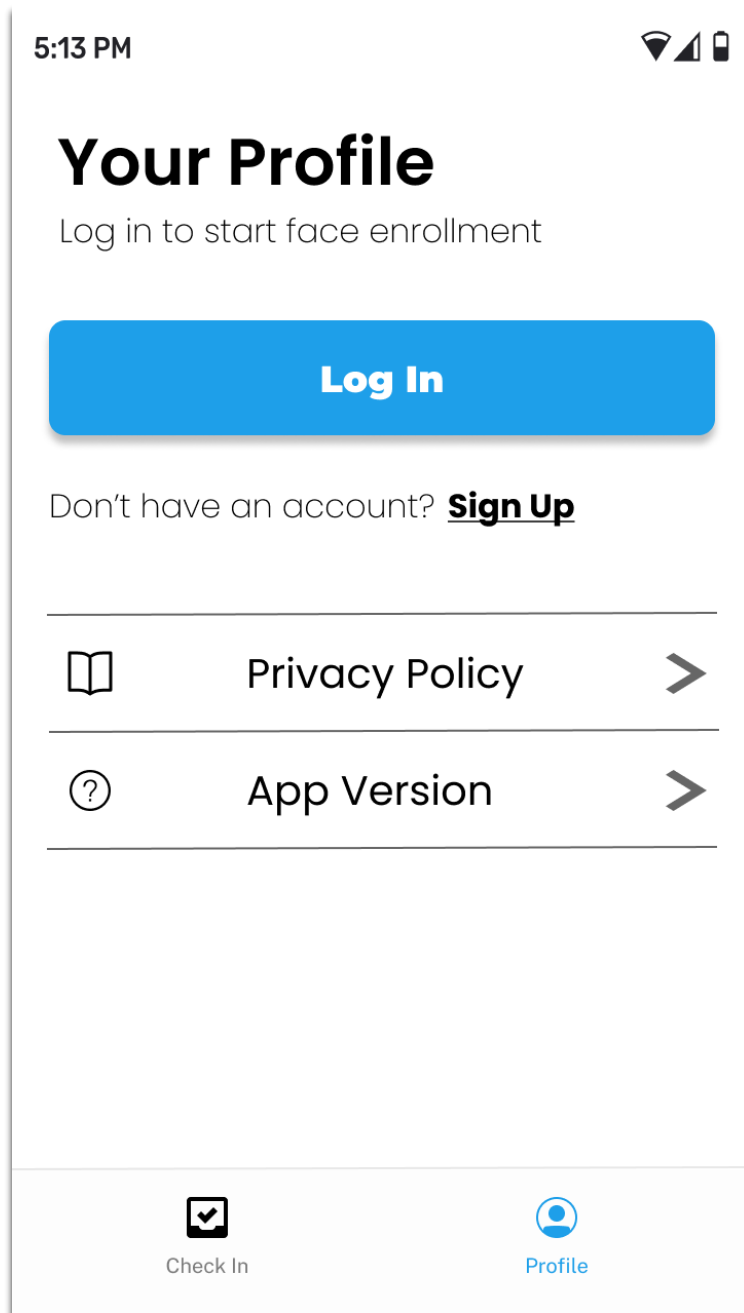 5:13 PM
Your Profile
Log in to start face enrollment
Log In
Don’t have an account? Sign Up
Privacy Policy
App Version
Check In
Profile